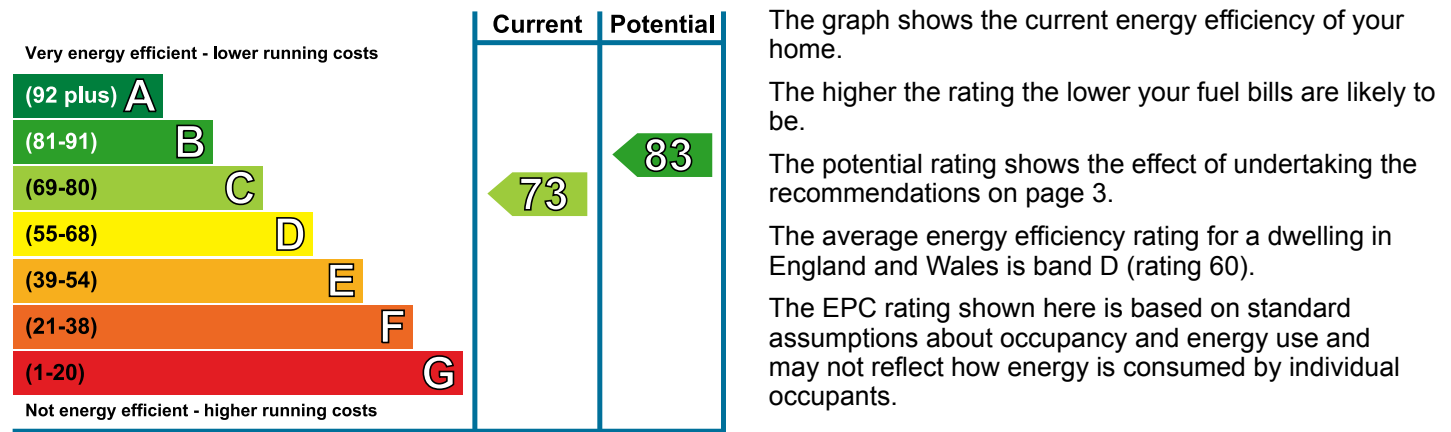 Current Potential
Very energy efficient - lower running costs
(92 plus) A
(81-91) B
83
(69-80) C
73
(55-68) D
(39-54) E
(21-38) F
(1-20) G
Not energy efficient - higher running costs
The graph shows the current energy efficiency of your
home.
The higher the rating the lower your fuel bills are likely to
be.
The potential rating shows the effect of undertaking the
recommendations on page 3.
The average energy efficiency rating for a dwelling in
England and Wales is band D (rating 60).
The EPC rating shown here is based on standard
assumptions about occupancy and energy use and
may not reflect how energy is consumed by individual
occupants.